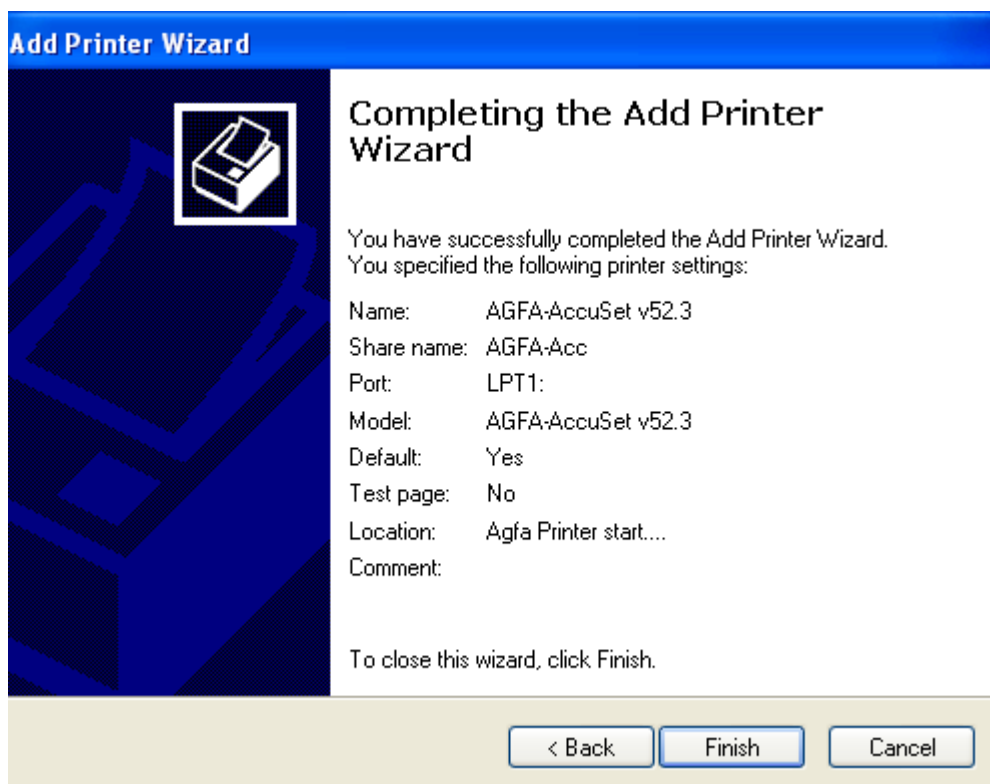 Add Printer Wizard
Completing the Add Printer
Wizard
You have successfully completed the Add Printer Wizard.
You specified the following printer settings:
Name: AGFA-AccuSet v52.3
Share name: AGFA-Acc
Port: LPT1:
Model: AGFA-AccuSet v52.3
Default: Yes
Test page: No
Location: Agfa Printer start....
Comment:
To close this wizard, click Finish.
< Back Finish Cancel